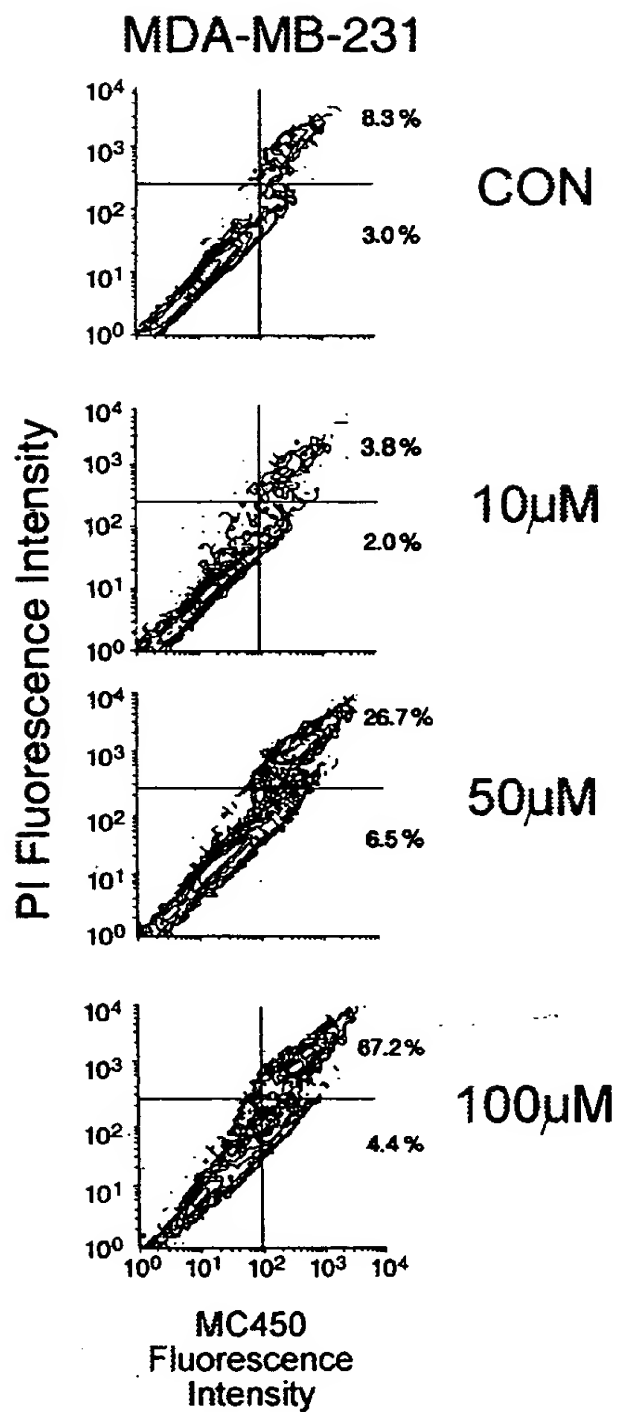 MDA-MB-231
PI Fluorescence Intensity
10⁴
10³
10²
10¹
10⁰
8.3%
3.0%
CON
10⁴
10³
10²
10¹
10⁰
3.8%
2.0%
10µM
10⁴
10³
10²
10¹
10⁰
26.7%
6.5%
50µM
10⁴
10³
10²
10¹
10⁰
67.2%
4.4%
100µM
10⁰ 10¹ 10² 10³ 10⁴
MC450
Fluorescence
Intensity